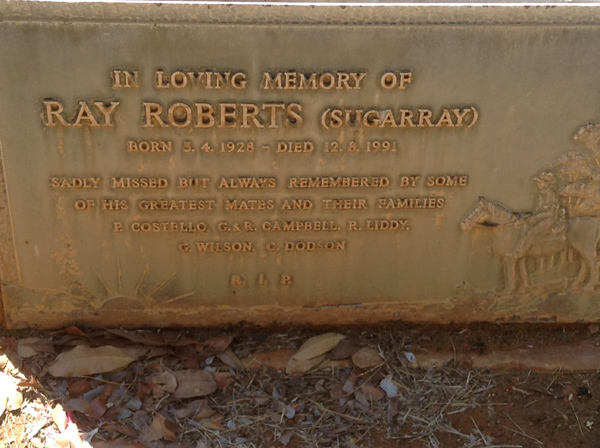 IN LOVING MEMORY OF
RAY ROBERTS (SUGARRAY)
BORN 3.4.1928 - DIED 12.8.1991
SADLY MISSED BUT ALWAYS REMEMBERED BY SOME
OF HIS GREATEST MATES AND THEIR FAMILIES
P. COSTELLO, G.& R. CAMPBELL, R. LIDDY,
G. WILSON, C. DODSON
R. I. P.